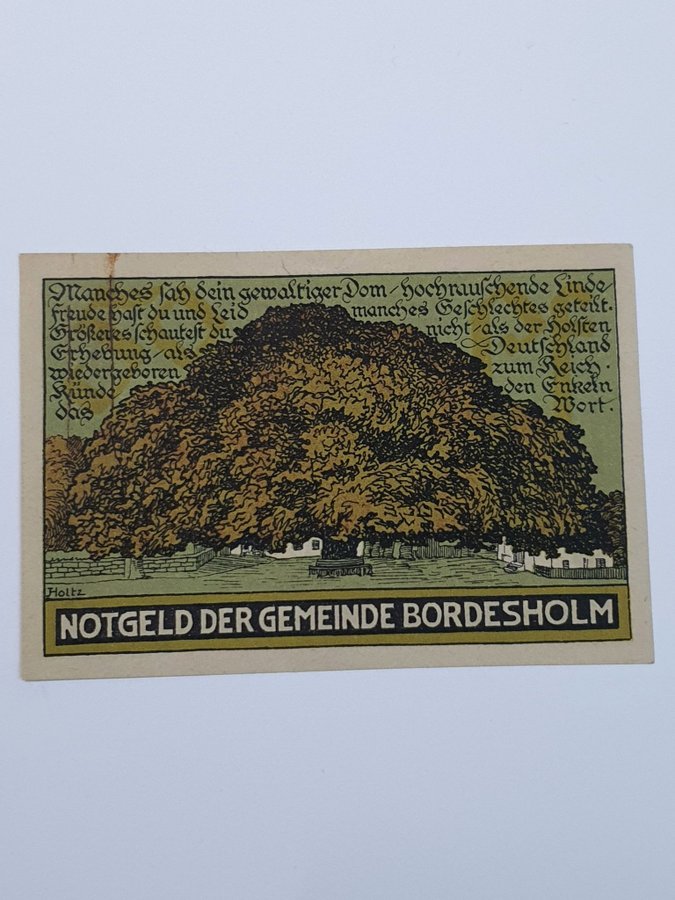 Manches sah dein gewaltiger Dom - hochrauschende Linde
freude hast du und Leid manches Geschlechtes geteilt.
Größeres schautest du nicht - als der Holsten
Erhebung - als Deutschland
wiedergeboren zum Reich.
Künde den Enkeln
das Wort.
Holtz
NOTGELD DER GEMEINDE BORDESHOLM